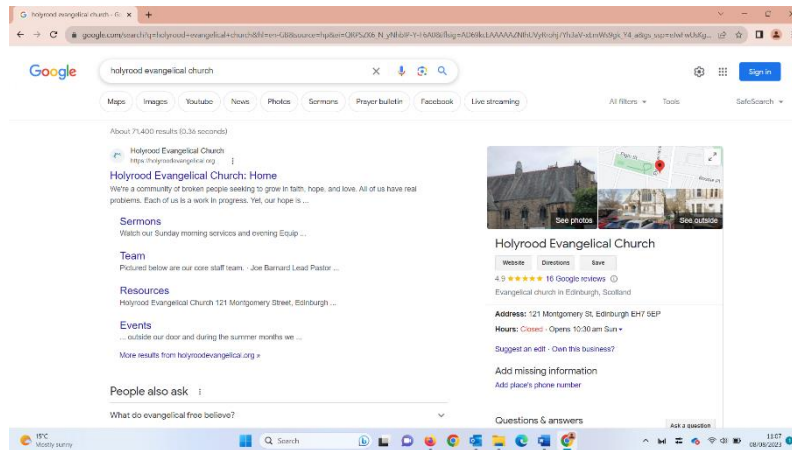 holyrood evangelical church - Go
holyrood evangelical church
Google
Sign in
Maps Images Youtube News Photos Sermons Prayer bulletin Facebook Live streaming All filters Tools SafeSearch
About 71,400 results (0.36 seconds)
Holyrood Evangelical Church
https://holyroodevangelical.org
Holyrood Evangelical Church: Home
We're a community of broken people seeking to grow in faith, hope, and love. All of us have real
problems. Each of us is a work in progress. Yet, our hope is ...
Sermons
Watch our Sunday morning services and evening Equip ...
Team
Pictured below are our core staff team. · Joe Barnard Lead Pastor ...
Resources
Holyrood Evangelical Church 121 Montgomery Street, Edinburgh ...
Events
... outside our door and during the summer months we ...
More results from holyroodevangelical.org »
People also ask
What do evangelical free believe?
See photos
See outside
Holyrood Evangelical Church
Website Directions Save
4.9 16 Google reviews
Evangelical church in Edinburgh, Scotland
Address: 121 Montgomery St, Edinburgh EH7 5EP
Hours: Closed · Opens 10:30 am Sun
Suggest an edit · Own this business?
Add missing information
Add place's phone number
Questions & answers
Ask a question
15°C
Mostly sunny
Search
11:07
08/08/2023